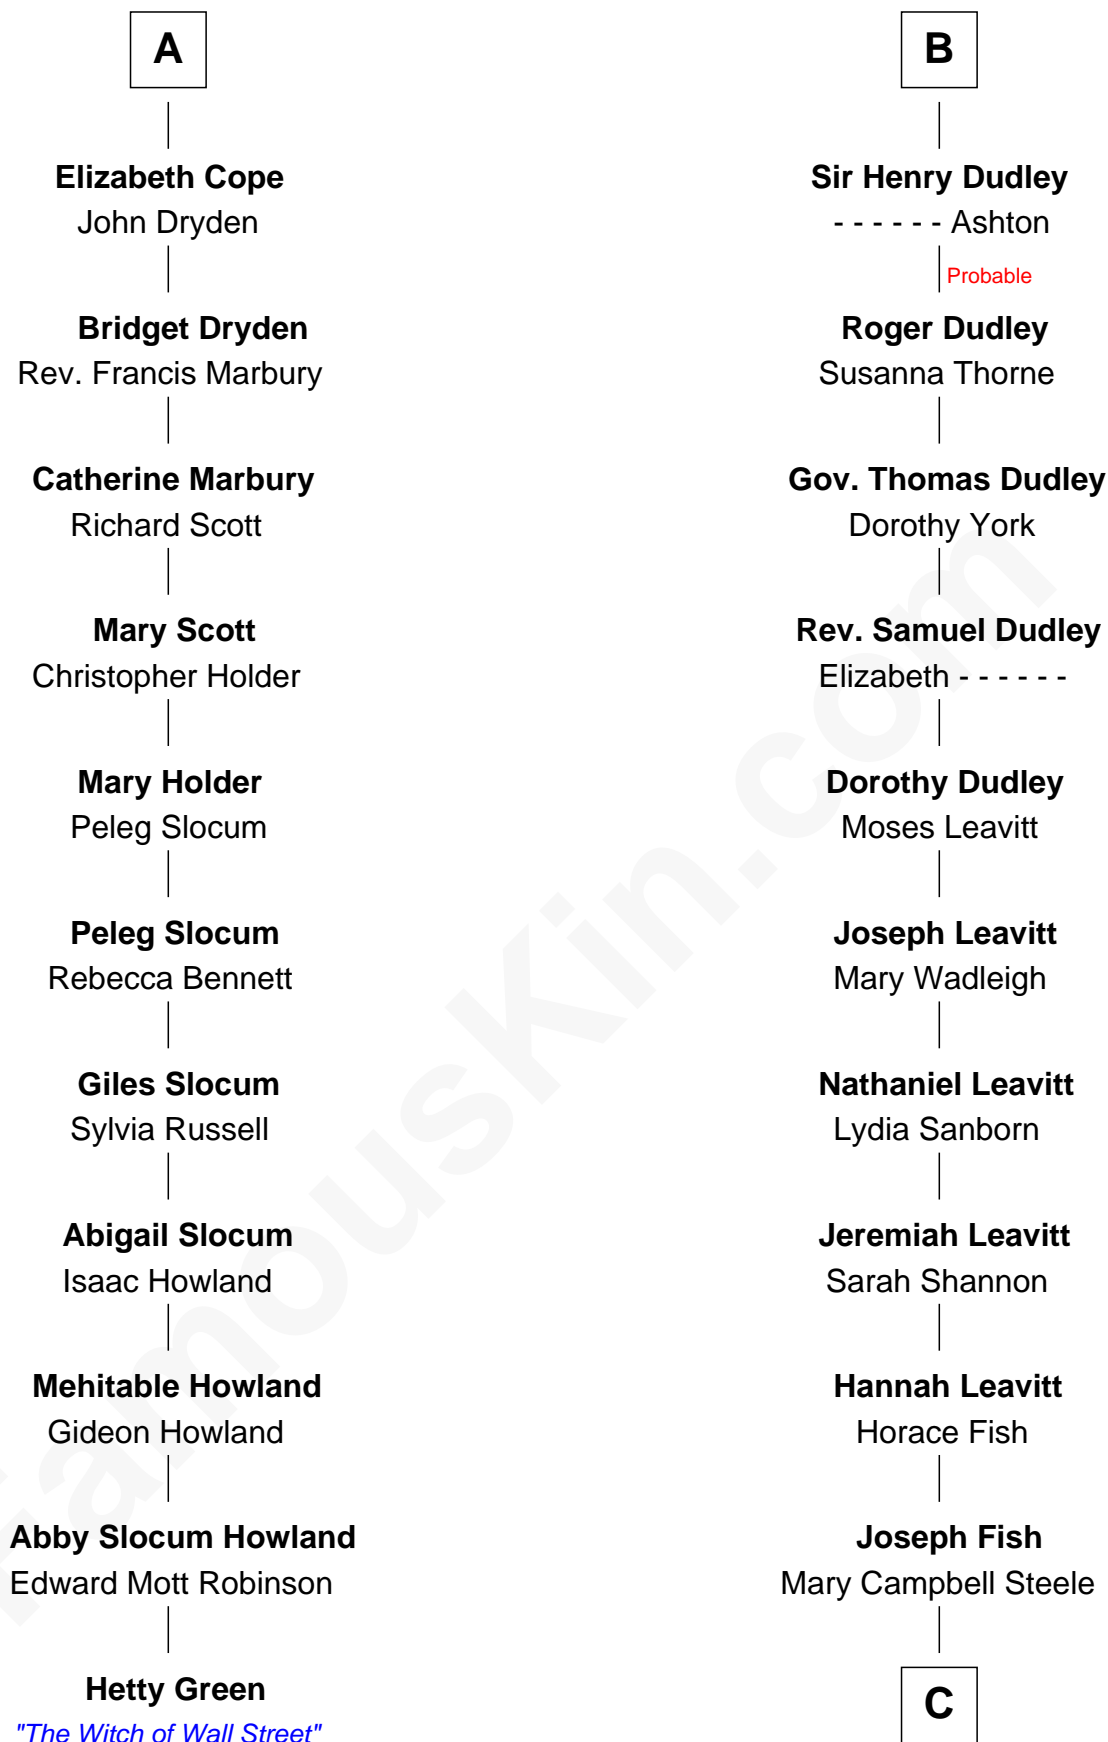 A
Elizabeth Cope
John Dryden
Bridget Dryden
Rev. Francis Marbury
Catherine Marbury
Richard Scott
Mary Scott
Christopher Holder
Mary Holder
Peleg Slocum
Peleg Slocum
Rebecca Bennett
Giles Slocum
Sylvia Russell
Abigail Slocum
Isaac Howland
Mehitable Howland
Gideon Howland
Abby Slocum Howland
Edward Mott Robinson
Hetty Green
"The Witch of Wall Street"
B
Sir Henry Dudley
- - - - - - Ashton
Probable
Roger Dudley
Susanna Thorne
Gov. Thomas Dudley
Dorothy York
Rev. Samuel Dudley
Elizabeth - - - - - -
Dorothy Dudley
Moses Leavitt
Joseph Leavitt
Mary Wadleigh
Nathaniel Leavitt
Lydia Sanborn
Jeremiah Leavitt
Sarah Shannon
Hannah Leavitt
Horace Fish
Joseph Fish
Mary Campbell Steele
C
FamousKin.com